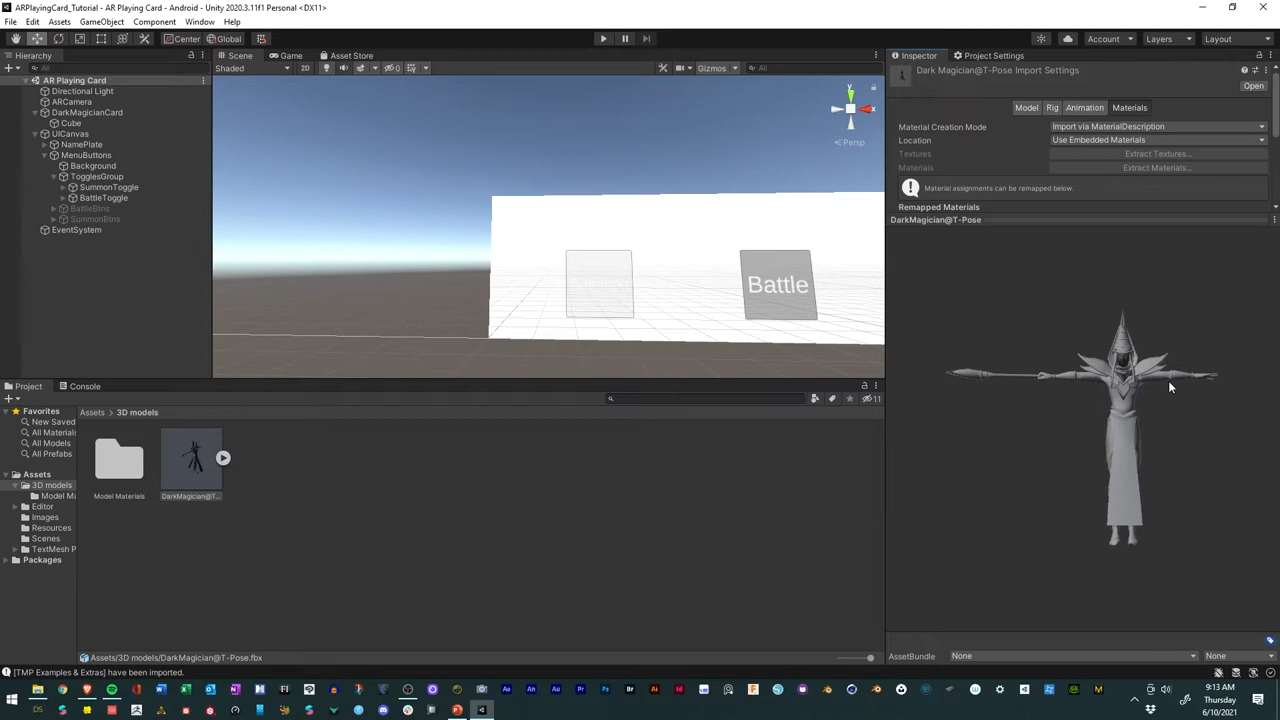 ARPlayingCard_Tutorial - AR Playing Card - Android - Unity 2020.3.11f1 Personal <DX11>
File Edit Assets GameObject Component Window Help
Center Global Account Layers Layout
Hierarchy
All
AR Playing Card
Directional Light
ARCamera
DarkMagicianCard
Cube
UICanvas
NamePlate
MenuButtons
Background
TogglesGroup
SummonToggle
BattleToggle
BattleBtns
SummonBtns
EventSystem
Scene Game Asset Store
Shaded 20 0 Gizmos All
y
x
Persp
Battle
Inspector Project Settings
Dark Magician@T-Pose Import Settings
Open
Model Rig Animation Materials
Material Creation Mode Import via MaterialDescription
Location Use Embedded Materials
Textures Extract Textures...
Materials Extract Materials...
Material assignments can be remapped below.
Remapped Materials
DarkMagician@T-Pose
Project Console
11
Favorites
New Saved
All Materials
All Models
All Prefabs
Assets
3D models
Model Ma
Editor
Images
Resources
Scenes
TextMesh P
Packages
Assets > 3D models
Model Materials DarkMagician@T...
Assets/3D models/DarkMagician@T-Pose.fbx
AssetBundle None None
[TMP Examples & Extras] have been imported.
9:13 AM
Thursday
6/10/2021